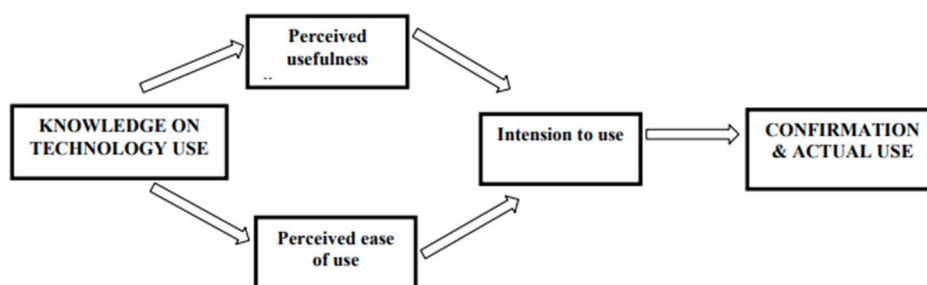 Perceived
usefulness
..
KNOWLEDGE ON
TECHNOLOGY USE
Intension to use
CONFIRMATION
& ACTUAL USE
Perceived ease
of use